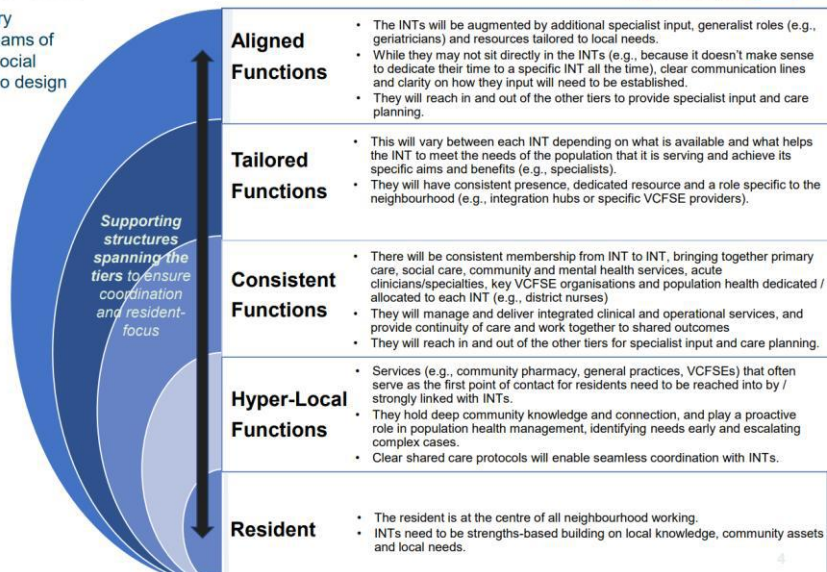 ry
ams of
ocial
o design
Supporting
structures
spanning the
tiers to ensure
coordination
and resident-
focus
Aligned
Functions
• The INTs will be augmented by additional specialist input, generalist roles (e.g.,
geriatricians) and resources tailored to local needs.
• While they may not sit directly in the INTs (e.g., because it doesn't make sense
to dedicate their time to a specific INT all the time), clear communication lines
and clarity on how they input will need to be established.
• They will reach in and out of the other tiers to provide specialist input and care
planning.
Tailored
Functions
• This will vary between each INT depending on what is available and what helps
the INT to meet the needs of the population that it is serving and achieve its
specific aims and benefits (e.g., specialists).
• They will have consistent presence, dedicated resource and a role specific to the
neighbourhood (e.g., integration hubs or specific VCFSE providers).
Consistent
Functions
• There will be consistent membership from INT to INT, bringing together primary
care, social care, community and mental health services, acute
clinicians/specialties, key VCFSE organisations and population health dedicated /
allocated to each INT (e.g., district nurses)
• They will manage and deliver integrated clinical and operational services, and
provide continuity of care and work together to shared outcomes
• They will reach in and out of the other tiers for specialist input and care planning.
Hyper-Local
Functions
• Services (e.g., community pharmacy, general practices, VCFSEs) that often
serve as the first point of contact for residents need to be reached into by /
strongly linked with INTs.
• They hold deep community knowledge and connection, and play a proactive
role in population health management, identifying needs early and escalating
complex cases.
• Clear shared care protocols will enable seamless coordination with INTs.
Resident
• The resident is at the centre of all neighbourhood working.
• INTs need to be strengths-based building on local knowledge, community assets
and local needs.
4